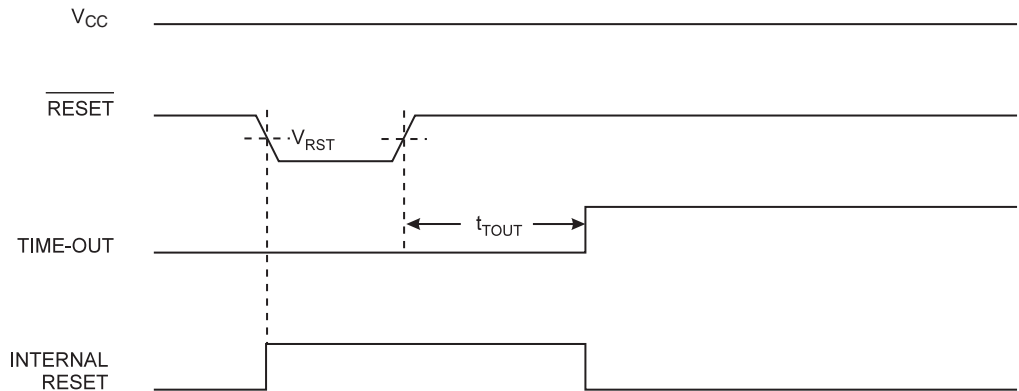 VCC
RESET
VRST
tTOUT
TIME-OUT
INTERNAL
RESET